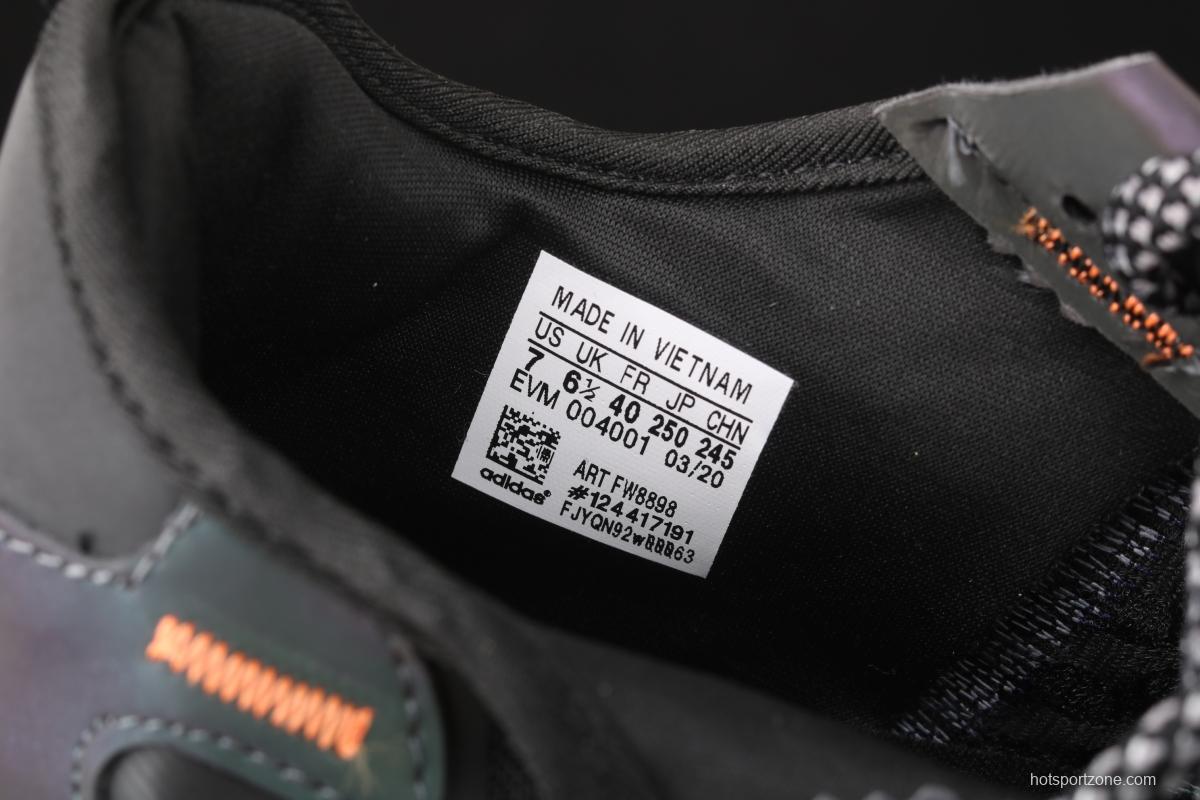 MADE IN VIETNAM
US UK FR JP CHN
7 6½ 40 250 245
EVM 004001 03/20
ART FW8898
#124417191
adidas®
hotsportzone.com